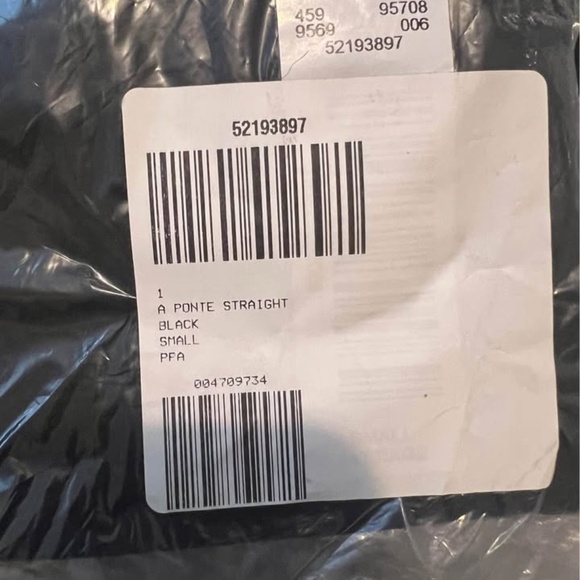 459 95708
9569 006
52193897
52193897
1
A PONTE STRAIGHT
BLACK
SMALL
PFA
004709734